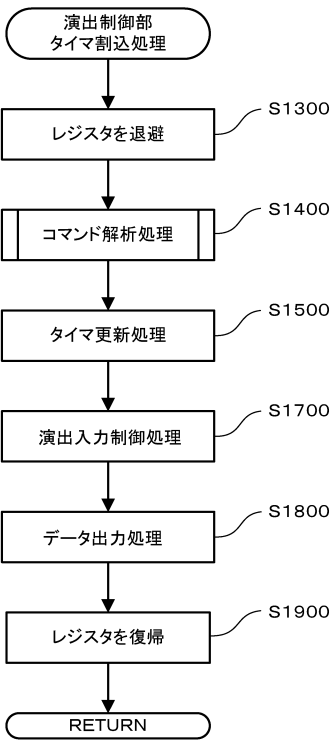 演出制御部
タイマ割込処理
レジスタを退避
S1300
コマンド解析処理
S1400
タイマ更新処理
S1500
演出入力制御処理
S1700
データ出力処理
S1800
レジスタを復帰
S1900
RETURN